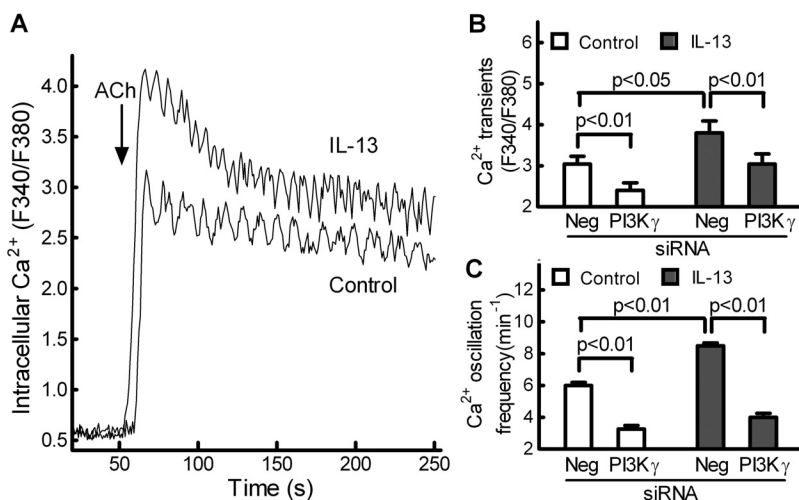 A
Intracellular Ca²⁺ (F340/F380)
4.0
3.5
3.0
2.5
2.0
1.5
1.0
0.5
ACh
IL-13
Control
50 100 150 200 250
Time (s)
B
Control IL-13
Ca²⁺ transients
(F340/F380)
6
5
4
3
2
p<0.05
p<0.01
p<0.01
Neg PI3Kγ Neg PI3Kγ
siRNA
C
Control IL-13
Ca²⁺ oscillation
frequency(min⁻¹)
12
10
8
6
4
2
p<0.01
p<0.01
p<0.01
Neg PI3Kγ Neg PI3Kγ
siRNA